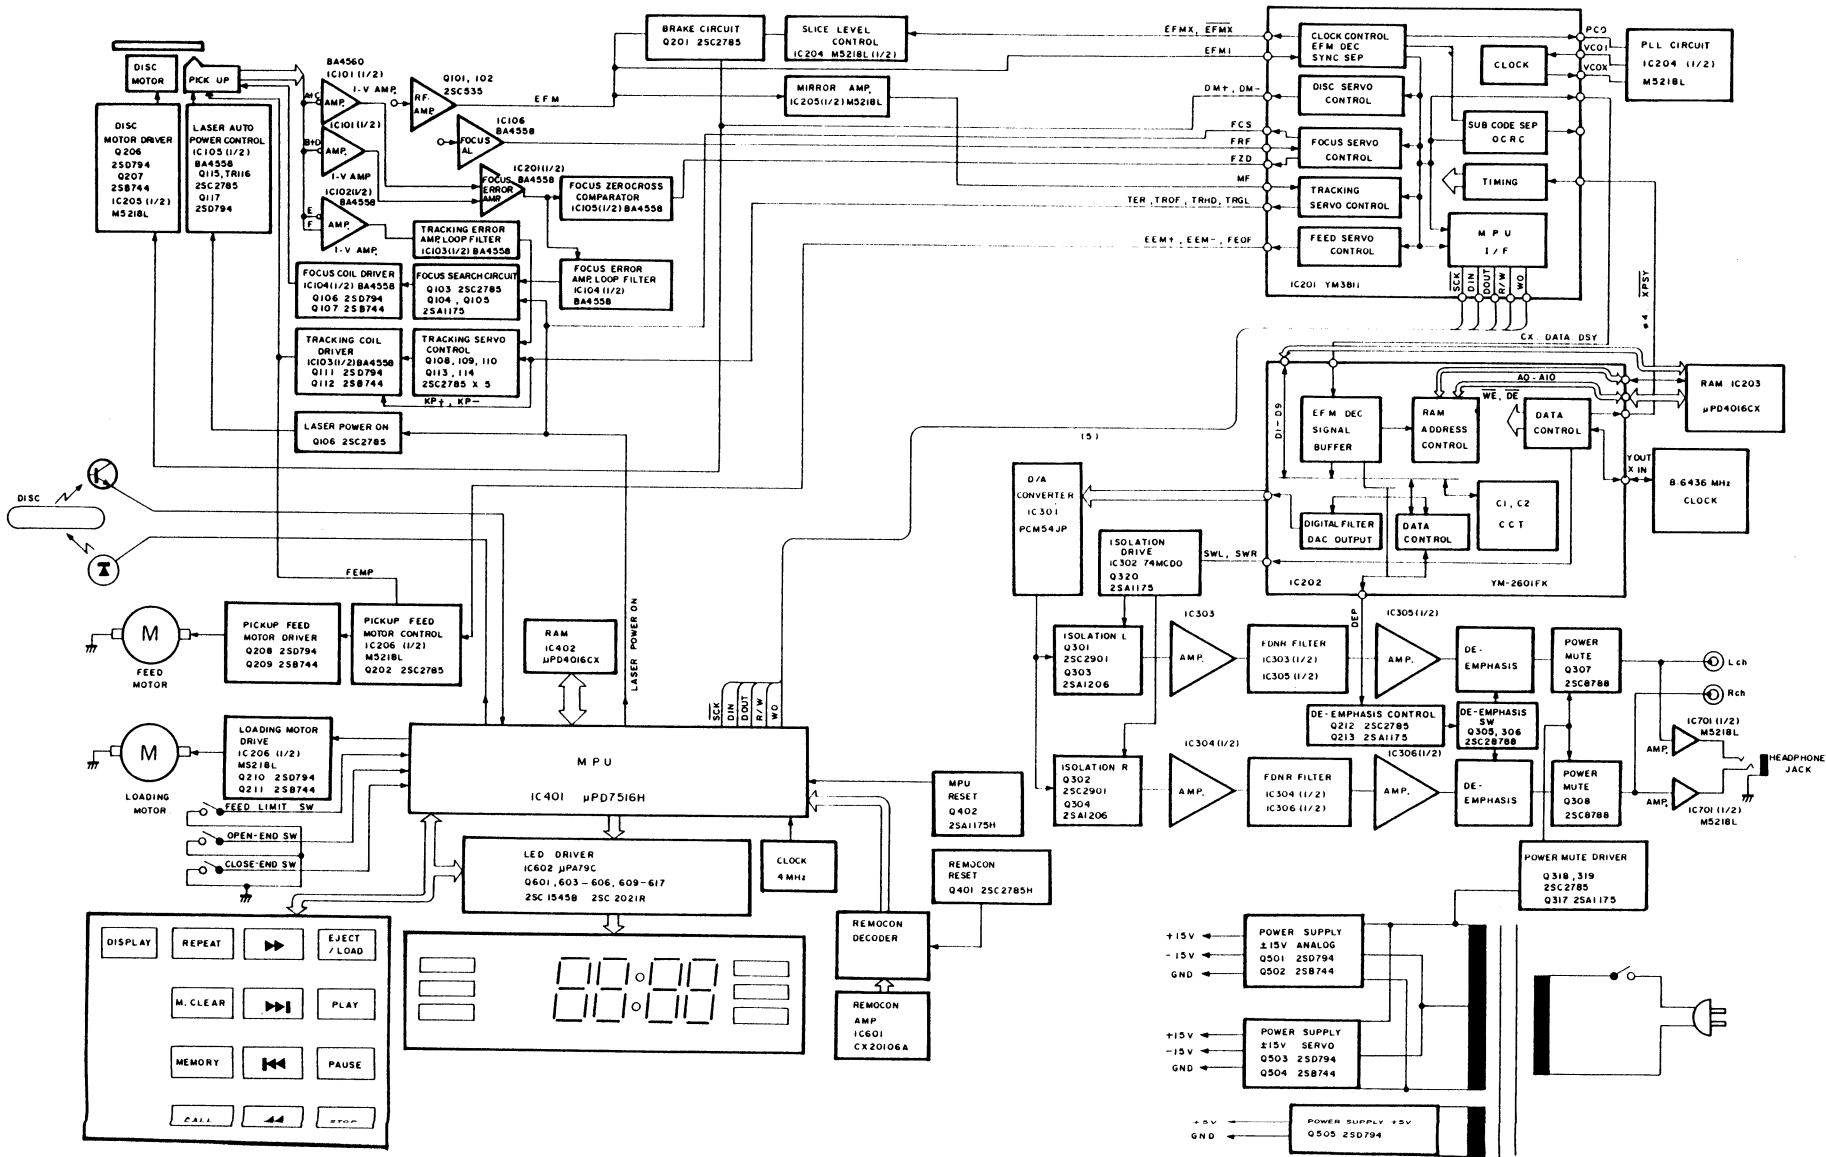 DISC
MOTOR
PICK UP
DISC
MOTOR DRIVER
Q206
2SD794
Q207
2SB744
IC205 (1/2)
M5218L
LASER AUTO
POWER CONTROL
IC105 (1/2)
BA4558
Q115, TR116
2SC2785
Q117
2SD794
BA4560
IC101 (1/2)
I-V AMP.
A+C
AMP.
IC101 (1/2)
B+D
AMP.
I-V AMP
IC102(1/2)
BA4558
E
F
AMP.
I-V AMP.
Q101, 102
2SC535
RF.
AMP.
EFM
IC106
BA4558
FOCUS
AL
IC201(1/2)
BA4558
FOCUS
ERROR
AMP.
FOCUS ZEROCROSS
COMPARATOR
IC105(1/2) BA4558
TRACKING ERROR
AMP, LOOP FILTER
IC103(1/2) BA4558
FOCUS ERROR
AMP, LOOP FILTER
IC104(1/2)
BA4558
FOCUS COIL DRIVER
IC104(1/2) BA4558
Q106 2SD794
Q107 2SB744
FOCUS SEARCH CIRCUIT
Q103 2SC2785
Q104, Q105
2SA1175
TRACKING COIL
DRIVER
IC103(1/2) BA4558
Q111 2SD794
Q112 2SB744
TRACKING SERVO
CONTROL
Q108, 109, 110
Q113, 114
2SC2785 X 5
KP+, KP-
LASER POWER ON
Q106 2SC2785
BRAKE CIRCUIT
Q201 2SC2785
SLICE LEVEL
CONTROL
IC204 M5218L(1/2)
MIRROR AMP,
IC205(1/2) M5218L
EFMX, EFMX
EFMI
DM+, DM-
FCS
FRF
FZD
MF
TER, TROF, TRHD, TRGL
EEM+, EEM-, FEOF
CLOCK CONTROL
EFM DEC
SYNC SEP
DISC SERVO
CONTROL
FOCUS SERVO
CONTROL
TRACKING
SERVO CONTROL
FEED SERVO
CONTROL
CLOCK
SUB CODE SEP
OCRC
TIMING
MPU
I/F
SCK
DIN
DOUT
R/W
WO
IC201 YM3811
PCO
VCOI
VCOX
PLL CIRCUIT
IC204 (1/2)
M5218L
XPSY
CX DATA DSY
D1-D9
A0-A10
WE, DE
EFM DEC
SIGNAL
BUFFER
RAM
ADDRESS
CONTROL
DATA
CONTROL
C1, C2
CCT
DIGITAL FILTER
DAC OUTPUT
DATA
CONTROL
IC202
YM-2601FK
RAM IC203
μPD4016CX
YOUT
X IN
8.6436 MHz
CLOCK
(5)
D/A
CONVERTER
IC301
PCM54JP
ISOLATION
DRIVE
IC302 74MCD0
Q320
2SA1175
SWL, SWR
DEP
DISC
FEMP
M
FEED
MOTOR
PICKUP FEED
MOTOR DRIVER
Q208 2SD794
Q209 2SB744
PICKUP FEED
MOTOR CONTROL
IC206 (1/2)
M5218L
Q202 2SC2785
RAM
IC402
μPD4016CX
LASER POWER ON
SCK
DIN
DOUT
R/W
WO
ISOLATION L
Q301
2SC2901
Q303
2SA1206
IC303
AMP.
FDNR FILTER
IC303 (1/2)
IC305 (1/2)
IC305(1/2)
AMP.
DE-
EMPHASIS
POWER
MUTE
Q307
2SC8788
Lch
Rch
M
LOADING
MOTOR
LOADING MOTOR
DRIVE
IC206 (1/2)
MS218L
Q210 2SD794
Q211 2SB744
MPU
IC401 μPD7516H
DE-EMPHASIS CONTROL
Q212 2SC2785
Q213 2SA1175
DE-EMPHASIS
SW
Q305, 306
2SC28788
ISOLATION R
Q302
2SC2901
Q304
2SA1206
IC304(1/2)
AMP.
FDNR FILTER
IC304 (1/2)
IC306 (1/2)
IC306(1/2)
AMP.
DE-
EMPHASIS
POWER
MUTE
Q308
2SC8788
IC701 (1/2)
M5218L
AMP.
AMP.
IC701 (1/2)
M5218L
HEADPHONE
JACK
FEED LIMIT SW
OPEN-END SW
CLOSE-END SW
LED DRIVER
IC602 μPA79C
Q601, 603-606, 609-617
2SC1545B 2SC2021R
CLOCK
4MHz
MPU
RESET
Q402
2SA1175H
REMOCON
RESET
Q401 2SC2785H
REMOCON
DECODER
REMOCON
AMP
IC601
CX20106A
POWER MUTE DRIVER
Q318, 319
2SC2785
Q317 2SA1175
DISPLAY
REPEAT
EJECT
/LOAD
M.CLEAR
PLAY
MEMORY
PAUSE
CALL
STOP
+15V
-15V
GND
POWER SUPPLY
±15V ANALOG
Q501 2SD794
Q502 2SB744
+15V
-15V
GND
POWER SUPPLY
±15V SERVO
Q503 2SD794
Q504 2SB744
+5V
GND
POWER SUPPLY +5V
Q505 2SD794